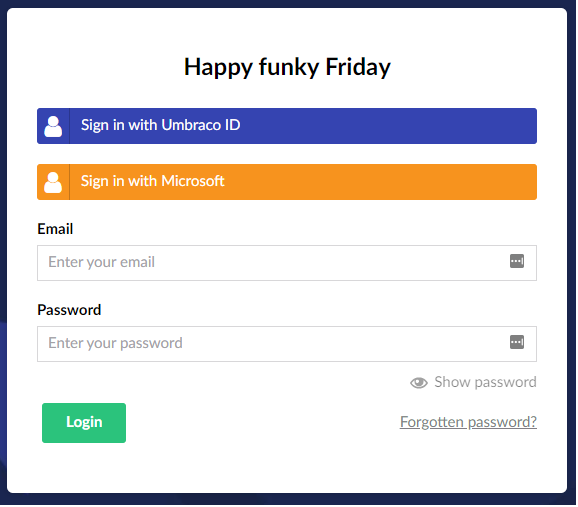 Happy funky Friday
Sign in with Umbraco ID
Sign in with Microsoft
Email
Enter your email
Password
Enter your password
Show password
Login
Forgotten password?